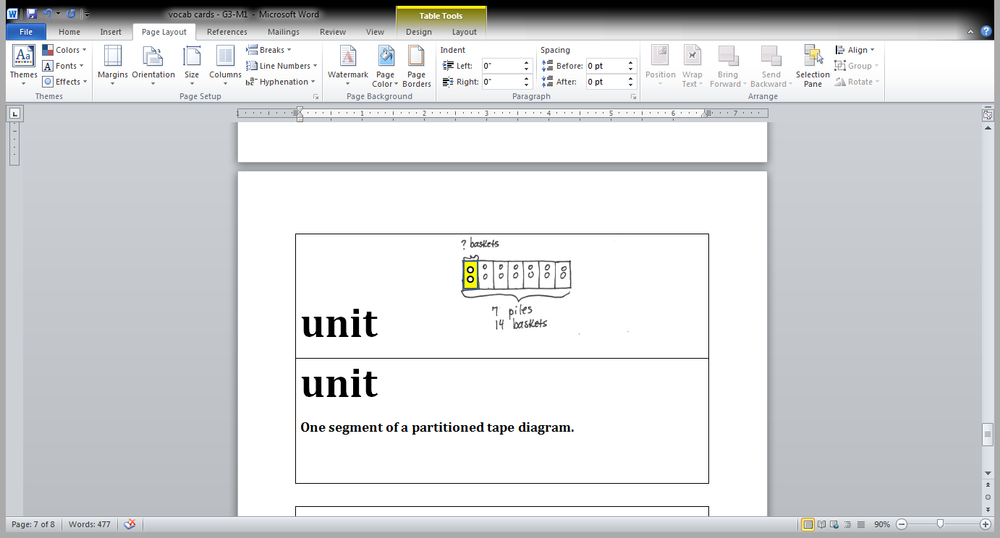 vocab cards - G3-M1 - Microsoft Word
Table Tools
File Home Insert Page Layout References Mailings Review View Design Layout
Themes
Colors
Fonts
Effects
Themes
Margins Orientation Size Columns
Breaks
Line Numbers
Hyphenation
Page Setup
Watermark Page Color Page Borders
Page Background
Indent
Left: 0"
Right: 0"
Spacing
Before: 0 pt
After: 0 pt
Paragraph
Position Wrap Text Bring Forward Send Backward Selection Pane
Align
Group
Rotate
Arrange
1 1 2 3 4 5 6 7
? baskets
7 piles
14 baskets
unit
unit
One segment of a partitioned tape diagram.
Page: 7 of 8 Words: 477 90%